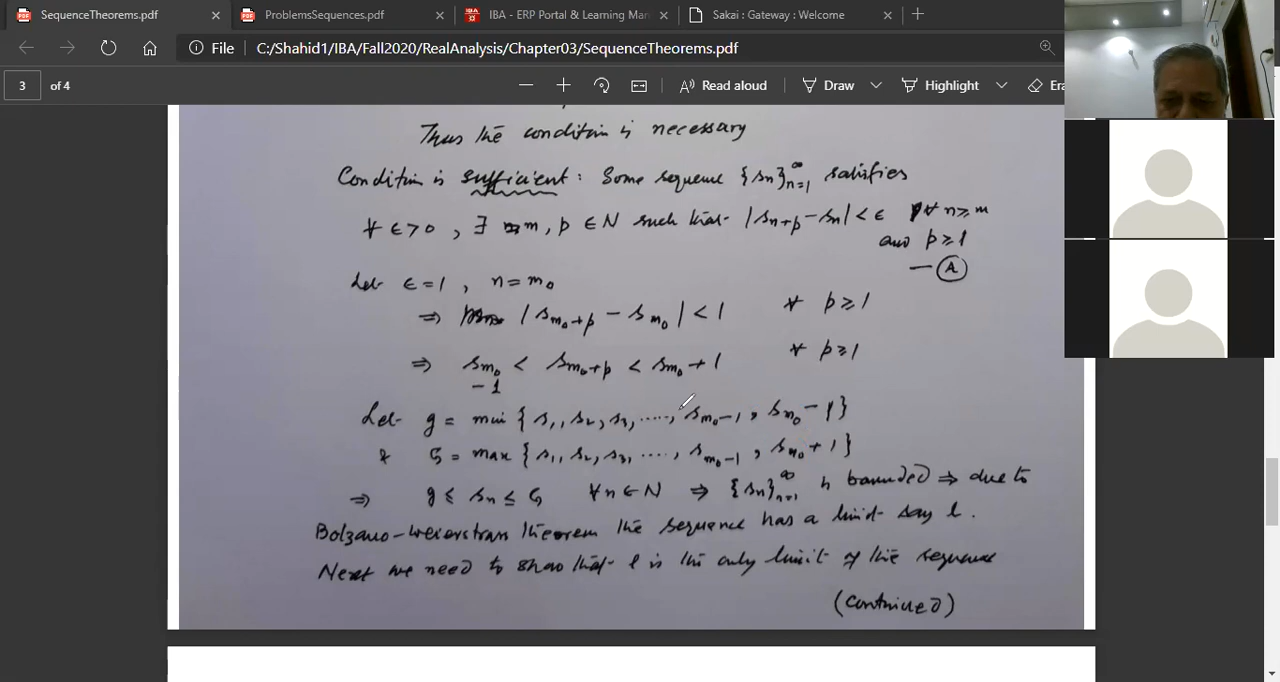 SequenceTheorems.pdf
ProblemsSequences.pdf
IBA - ERP Portal & Learning Man
Sakai : Gateway : Welcome
File
C:/Shahid1/IBA/Fall2020/RealAnalysis/Chapter03/SequenceTheorems.pdf
3 of 4
Read aloud
Draw
Highlight
Era
Thus the condition is necessary
Condition is sufficient : Some sequence {sn}∞n=1 satisfies
∀ ε>0 , ∃ m, p ∈ N such that |sn+p − sn| < ε ∀ n ≥ m
and p ≥ 1
— (A)
Let ε = 1 , n = m₀
⇒ |sm₀+p − sm₀| < 1 ∀ p ≥ 1
⇒ sm₀ − 1 < sm₀+p < sm₀ + 1 ∀ p ≥ 1
Let g = min {s₁, s₂, s₃, ....., sm₀−1, sm₀ − 1}
& G = max {s₁, s₂, s₃, ...., sm₀−1, sm₀ + 1}
⇒ g ≤ sn ≤ G ∀ n ∈ N ⇒ {sn}∞n=1 is bounded ⇒ due to
Bolzano-Weierstrass theorem the sequence has a limit say l.
Next we need to show that l is the only limit of the sequence
(continued)